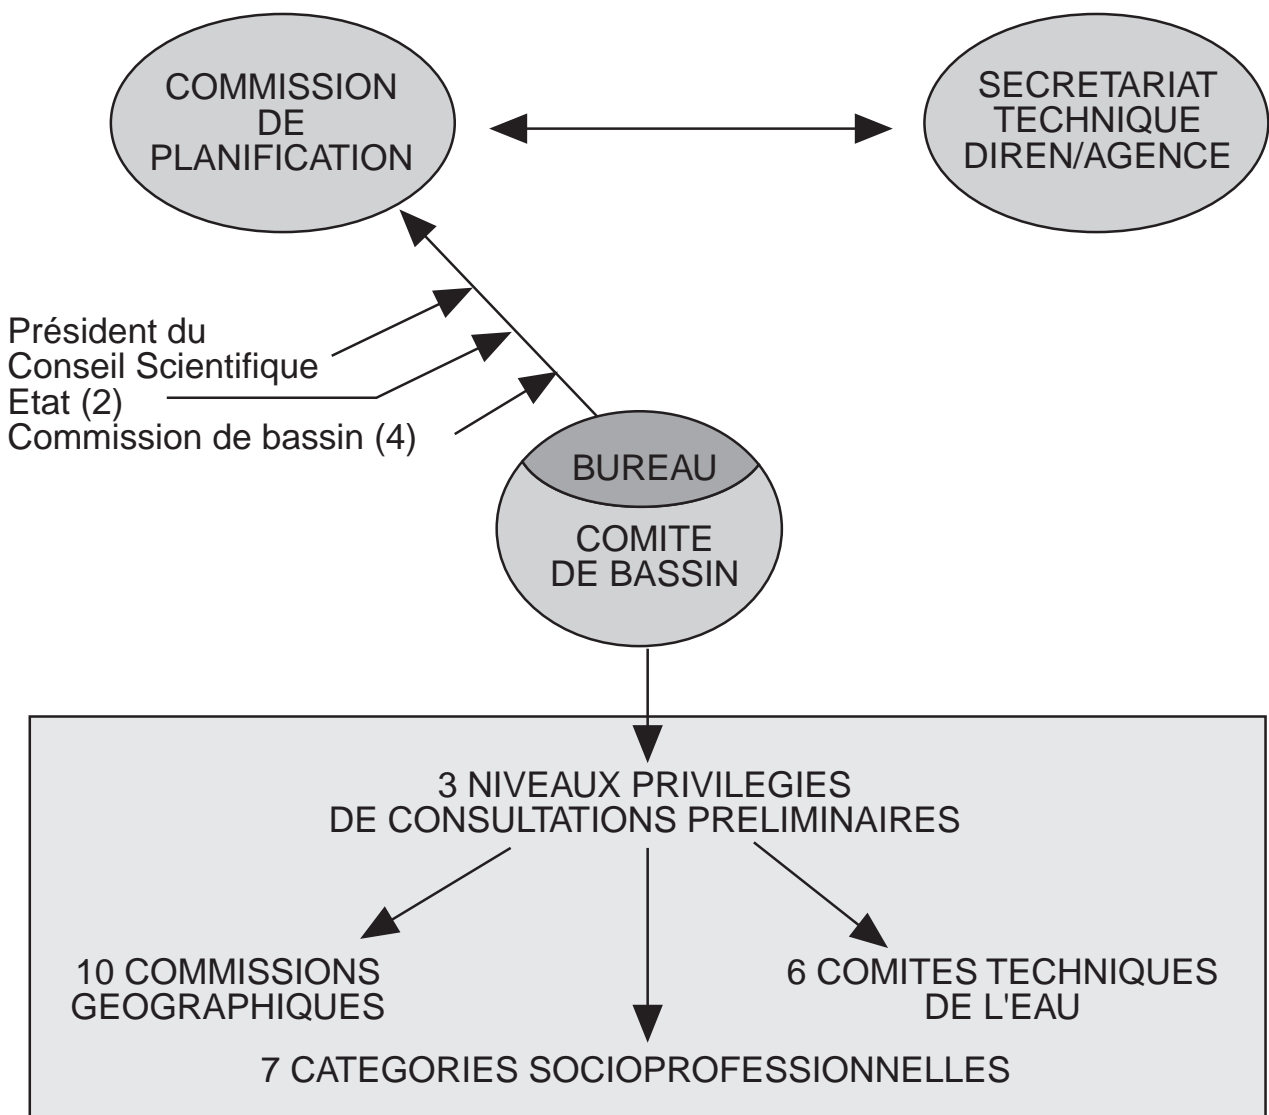 COMMISSION
DE
PLANIFICATION
SECRETARIAT
TECHNIQUE
DIREN/AGENCE
Président du
Conseil Scientifique
Etat (2)
Commission de bassin (4)
BUREAU
COMITE
DE BASSIN
3 NIVEAUX PRIVILEGIES
DE CONSULTATIONS PRELIMINAIRES
10 COMMISSIONS
GEOGRAPHIQUES
6 COMITES TECHNIQUES
DE L'EAU
7 CATEGORIES SOCIOPROFESSIONNELLES